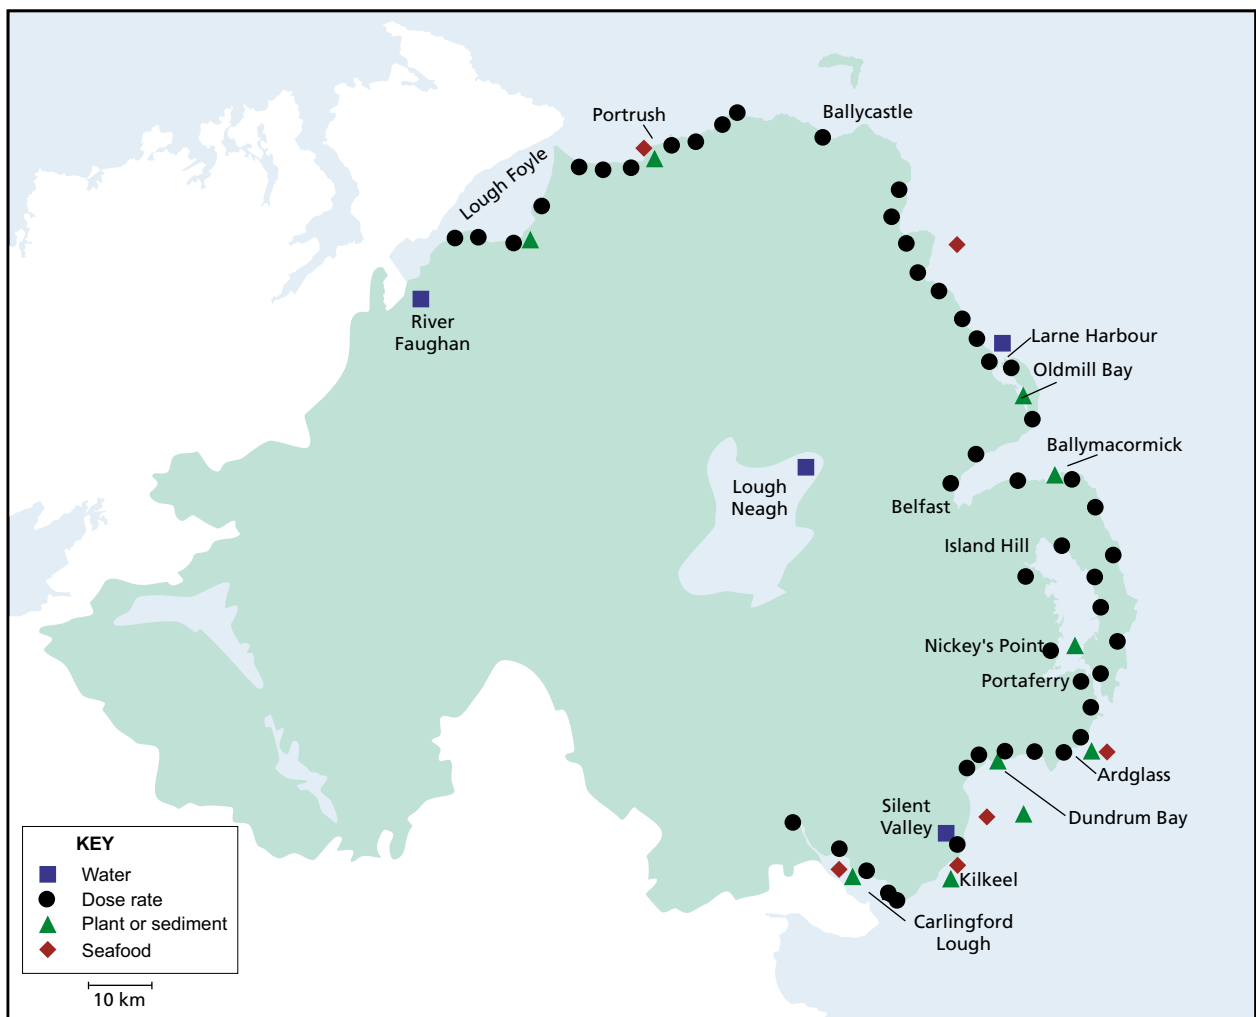 Portrush
Ballycastle
Lough Foyle
River
Faughan
Larne Harbour
Oldmill Bay
Ballymacormick
Lough
Neagh
Belfast
Island Hill
Nickey's Point
Portaferry
Ardglass
Silent
Valley
Dundrum Bay
Kilkeel
Carlingford
Lough
KEY
Water
Dose rate
Plant or sediment
Seafood
10 km